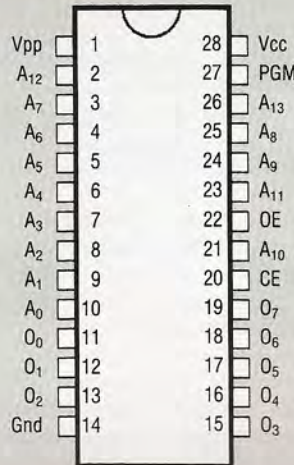 Vpp 1 28 Vcc
A12 2 27 PGM
A7 3 26 A13
A6 4 25 A8
A5 5 24 A9
A4 6 23 A11
A3 7 22 OE
A2 8 21 A10
A1 9 20 CE
A0 10 19 O7
O0 11 18 O6
O1 12 17 O5
O2 13 16 O4
Gnd 14 15 O3